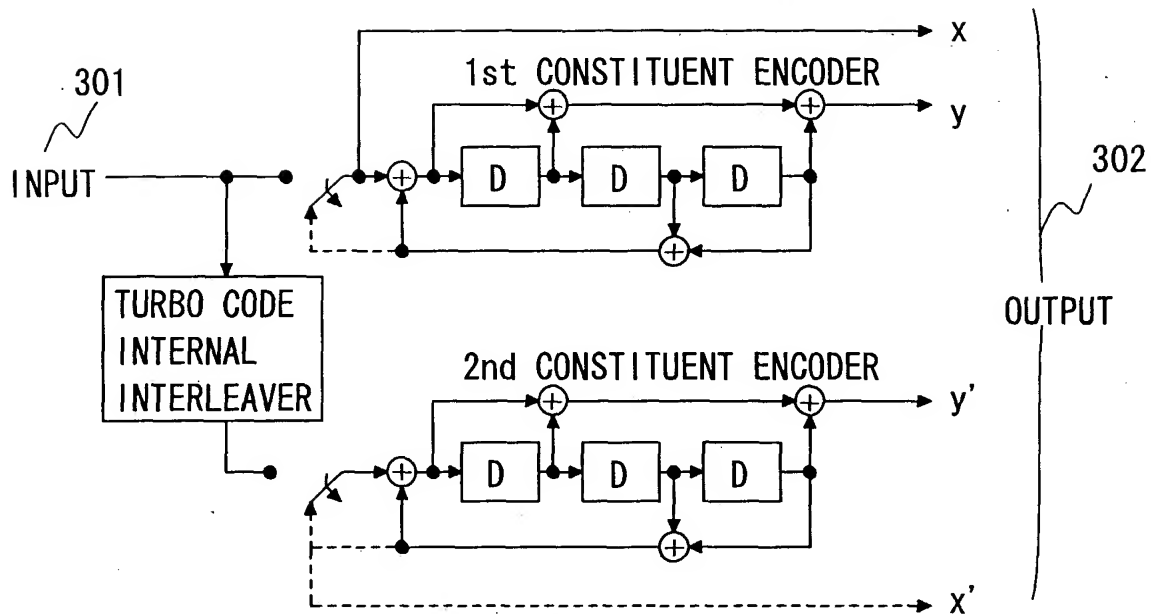 x
1st CONSTITUENT ENCODER
301
y
302
INPUT
D D D
TURBO CODE
INTERNAL
INTERLEAVER
OUTPUT
2nd CONSTITUENT ENCODER
y'
D D D
x'